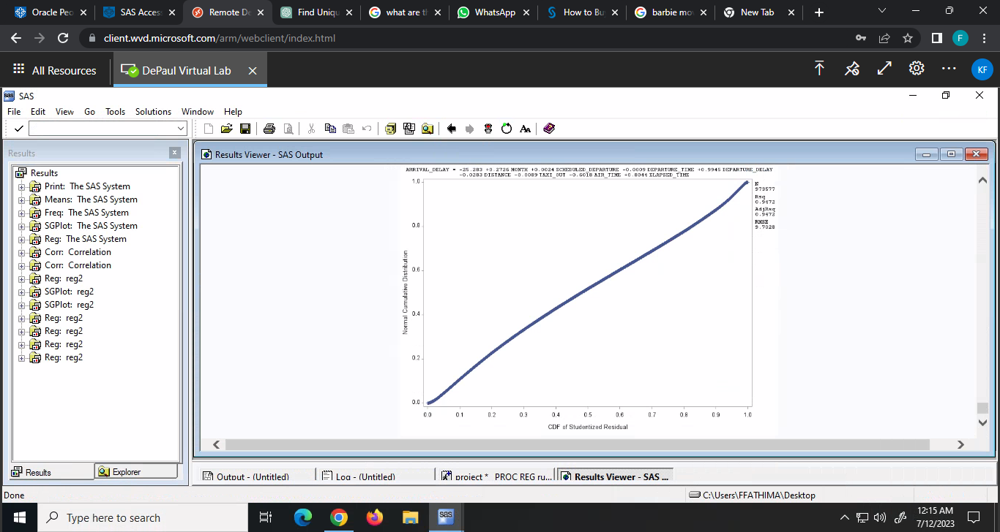 Oracle Peo
SAS Acces
Remote De
Find Uniqu
what are th
WhatsApp
How to Bu
barbie mov
New Tab
client.wvd.microsoft.com/arm/webclient/index.html
F
All Resources
DePaul Virtual Lab
KF
sas SAS
File Edit View Go Tools Solutions Window Help
Results
Results Viewer - SAS Output
Results
Print: The SAS System
Means: The SAS System
Freq: The SAS System
SGPlot: The SAS System
Reg: The SAS System
Corr: Correlation
Corr: Correlation
Reg: reg2
SGPlot: reg2
SGPlot: reg2
Reg: reg2
Reg: reg2
Reg: reg2
Reg: reg2
ARRIVAL_DELAY = -25.283 +0.2726 MONTH +0.0024 SCHEDULED_DEPARTURE -0.0009 DEPARTURE_TIME +0.9945 DEPARTURE_DELAY
-0.0283 DISTANCE -0.0089 TAXI_OUT -0.6018 AIR_TIME +0.8044 ELAPSED_TIME
N
973577
Rsq
0.9472
AdjRsq
0.9472
RMSE
9.7028
Normal Cumulative Distribution
1.0
0.8
0.6
0.4
0.2
0.0
0.0 0.1 0.2 0.3 0.4 0.5 0.6 0.7 0.8 0.9 1.0
CDF of Studentized Residual
Results
Explorer
Output - (Untitled)
Log - (Untitled)
project * PROC REG ru...
Results Viewer - SAS ...
Done
C:\Users\FFATHIMA\Desktop
Type here to search
sas
12:15 AM
7/12/2023